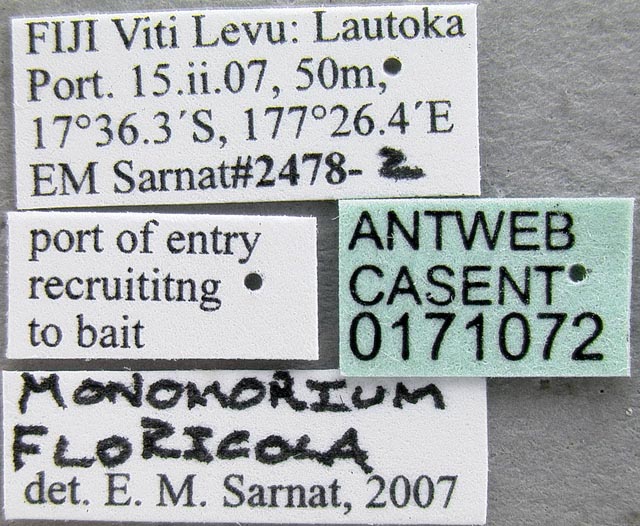 FIJI Viti Levu: Lautoka
Port. 15.ii.07, 50m,
17°36.3´S, 177°26.4´E
EM Sarnat#2478- 2
port of entry
recruititng
to bait
ANTWEB
CASENT
0171072
MONOMORIUM
FLORICOLA
det. E. M. Sarnat, 2007